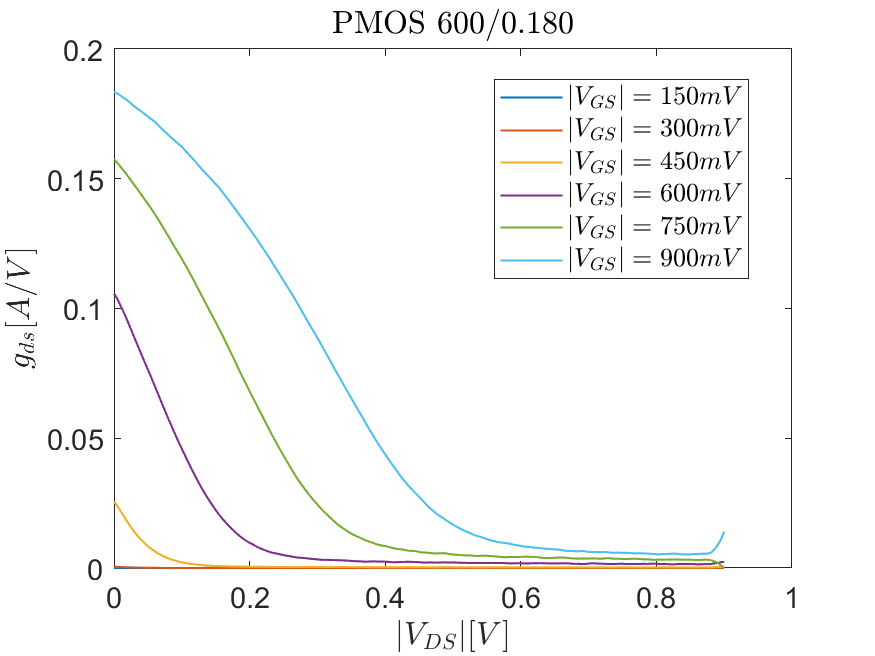 PMOS 600/0.180
0.2
0.15
0.1
0.05
0
g_{ds}[A/V]
|V_{GS}| = 150mV
|V_{GS}| = 300mV
|V_{GS}| = 450mV
|V_{GS}| = 600mV
|V_{GS}| = 750mV
|V_{GS}| = 900mV
0 0.2 0.4 0.6 0.8 1
|V_{DS}|[V]